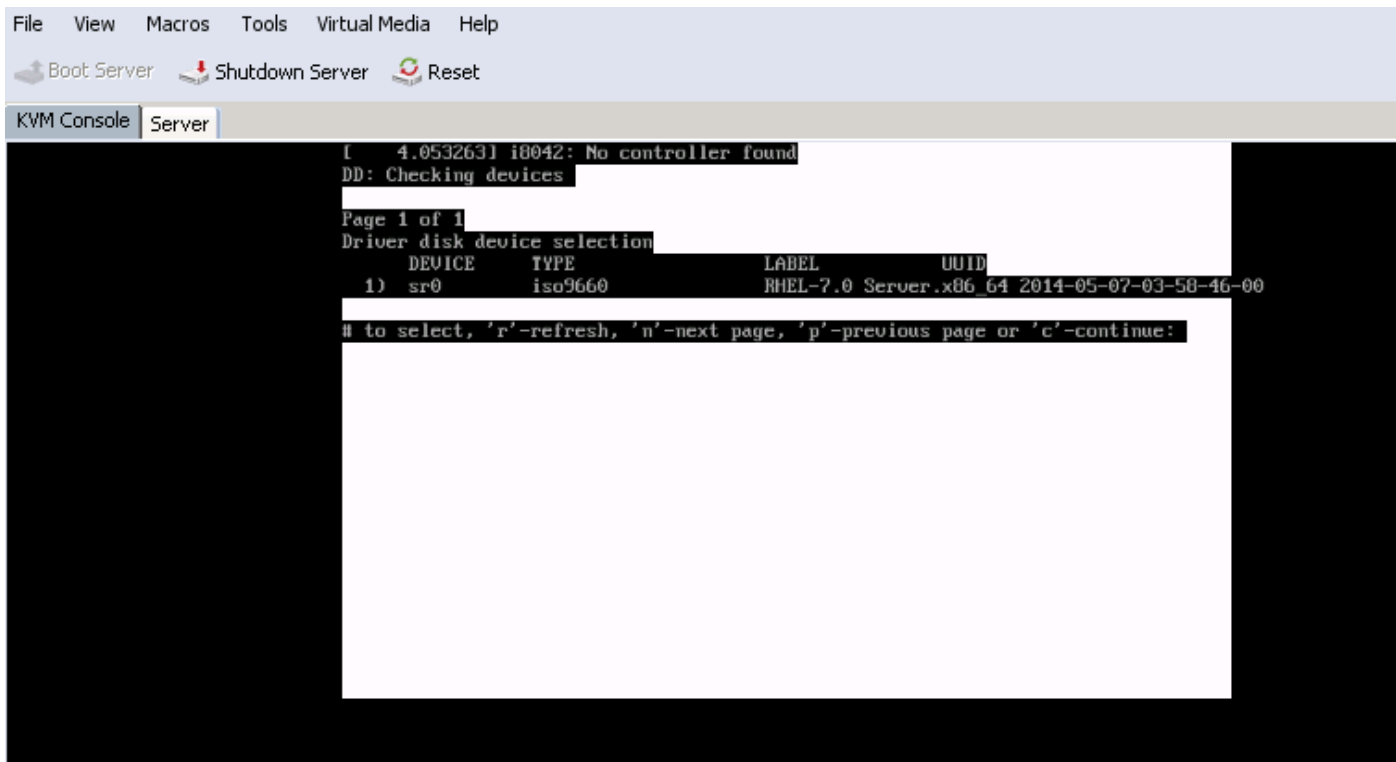 File View Macros Tools Virtual Media Help
Boot Server Shutdown Server Reset
KVM Console Server
[    4.053263] i8042: No controller found
DD: Checking devices
Page 1 of 1
Driver disk device selection
DEVICE TYPE LABEL UUID
1) sr0 iso9660 RHEL-7.0 Server.x86_64 2014-05-07-03-58-46-00
# to select, 'r'-refresh, 'n'-next page, 'p'-previous page or 'c'-continue: